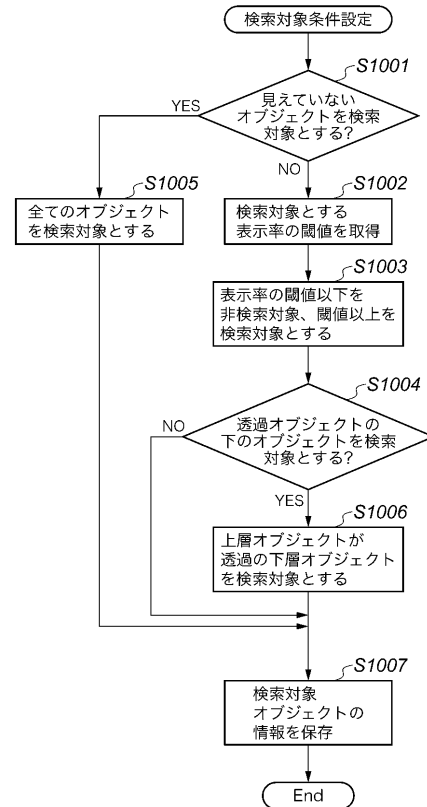 検索対象条件設定
S1001
見えていない
オブジェクトを検索
対象とする?
YES
NO
S1005
全てのオブジェクト
を検索対象とする
S1002
検索対象とする
表示率の閾値を取得
S1003
表示率の閾値以下を
非検索対象、閾値以上を
検索対象とする
S1004
透過オブジェクトの
下のオブジェクトを検索
対象とする?
NO
YES
S1006
上層オブジェクトが
透過の下層オブジェクト
を検索対象とする
S1007
検索対象
オブジェクトの
情報を保存
End